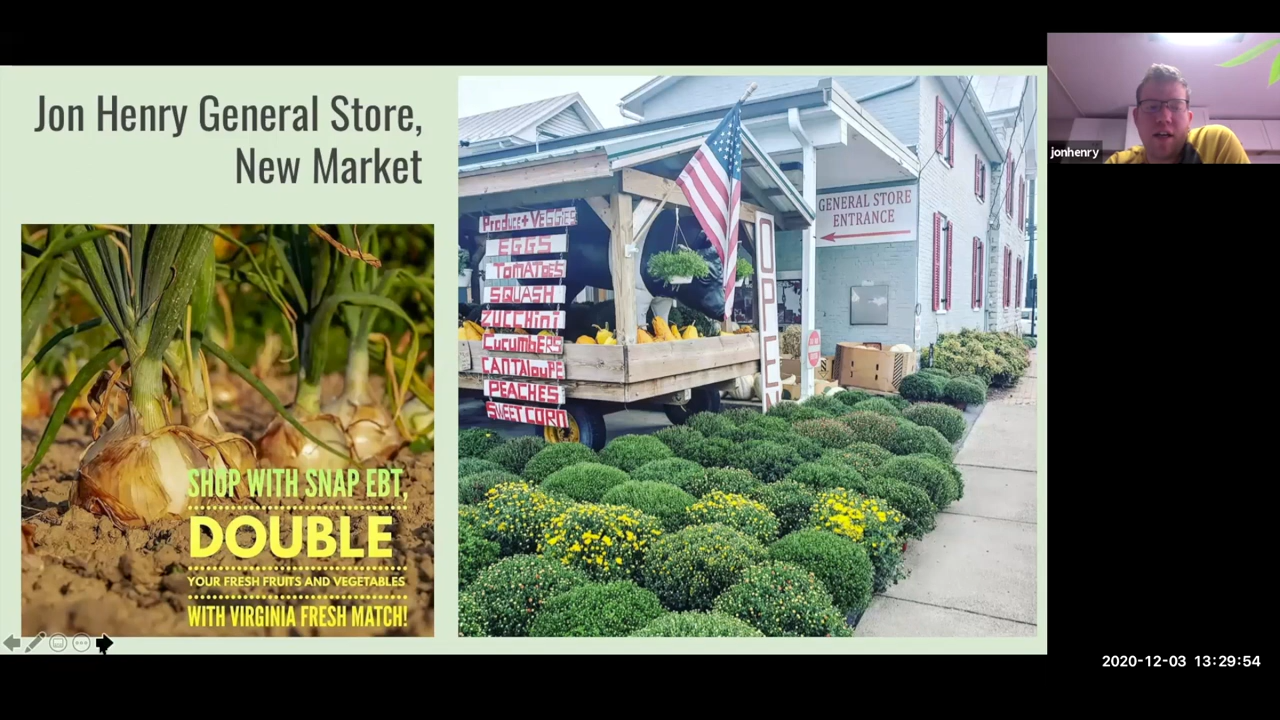 Jon Henry General Store,
New Market
SHOP WITH SNAP EBT,
DOUBLE
YOUR FRESH FRUITS AND VEGETABLES
WITH VIRGINIA FRESH MATCH!
PRODUCE+VEGGIES
EGGS
TOMATOES
SQUASH
ZUCCHini
CUCUMBERS
CANTALOUPE
PEACHES
SWEET CORN
OPEN
GENERAL STORE
ENTRANCE
jonhenry
2020-12-03 13:29:54